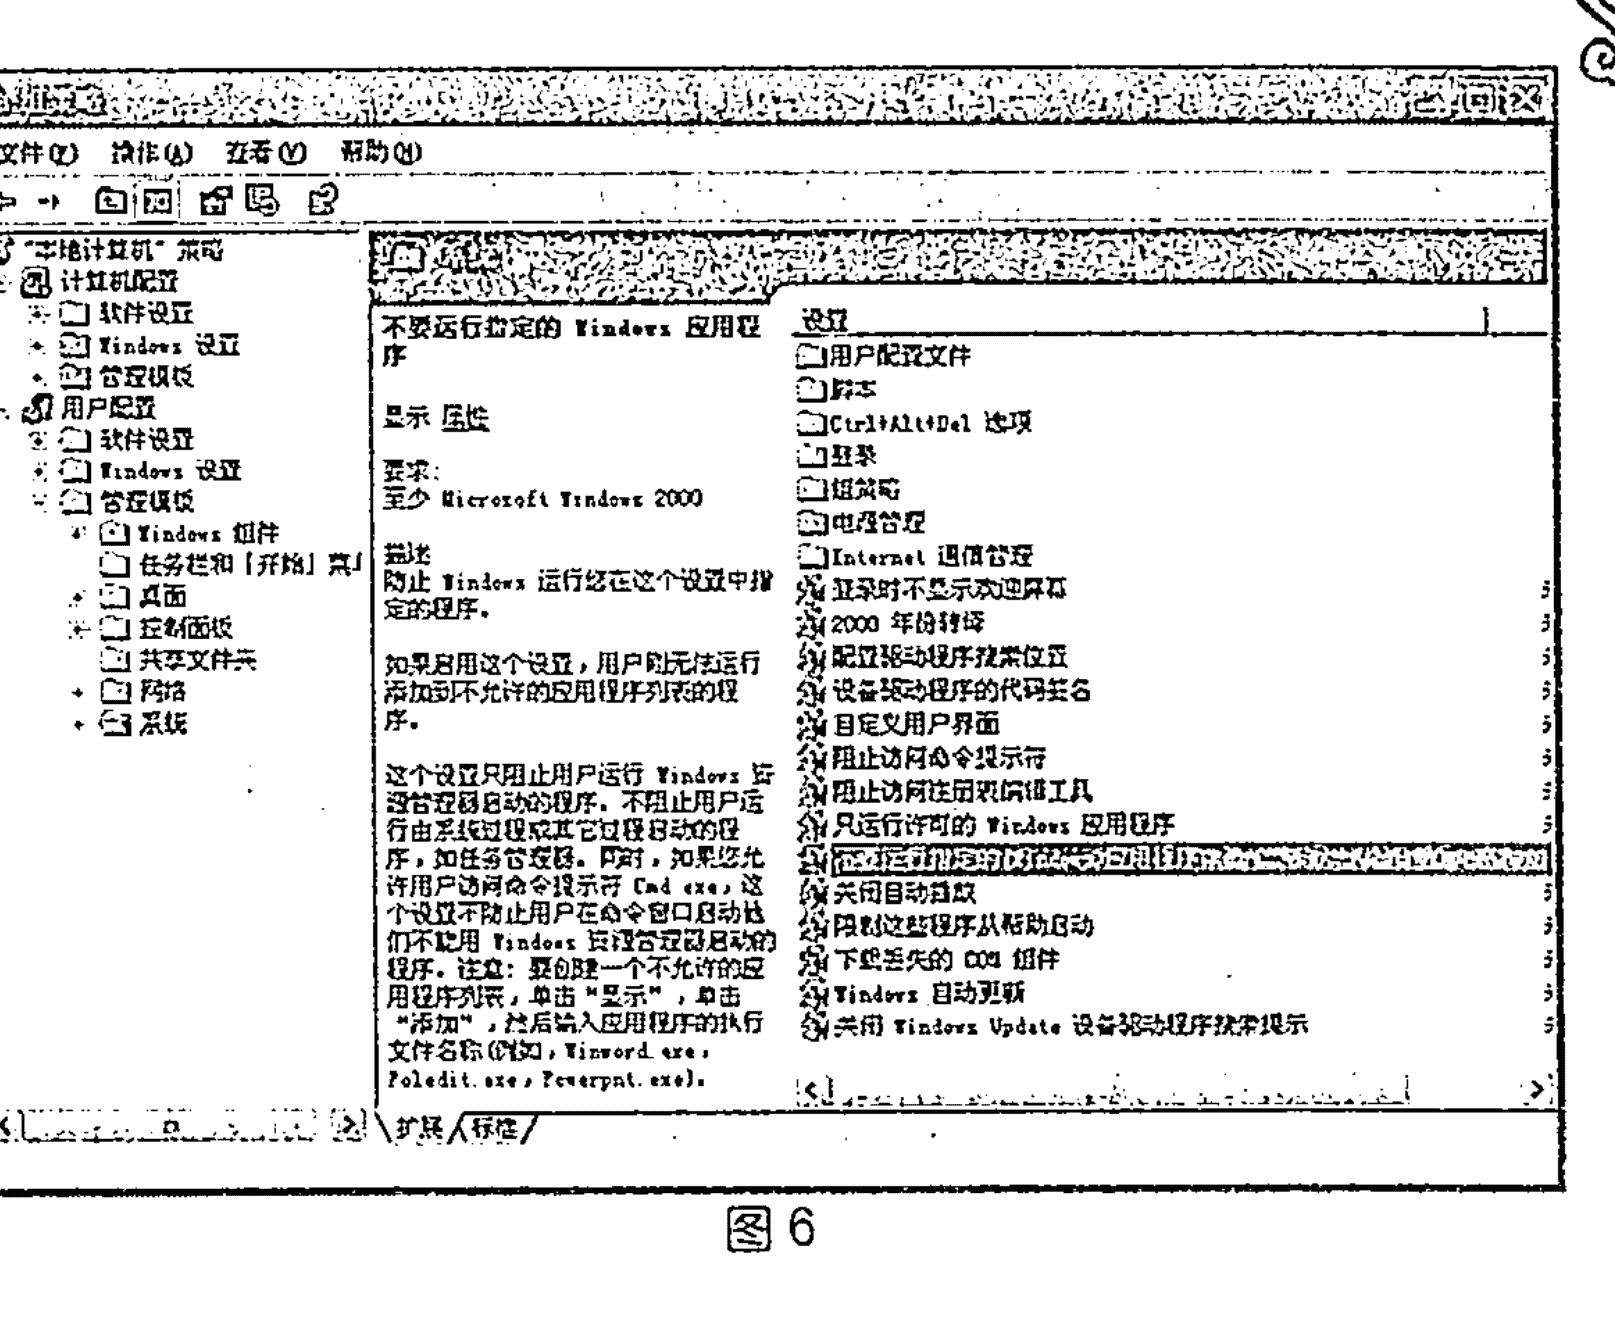 组策略
文件(F) 操作(A) 查看(V) 帮助(H)
"本地计算机" 策略
计算机配置
软件设置
Windows 设置
管理模板
用户配置
软件设置
Windows 设置
管理模板
Windows 组件
任务栏和「开始」菜
桌面
控制面板
共享文件夹
网络
系统
系统
不要运行指定的 Windows 应用程
序
显示 属性
要求:
至少 Microsoft Windows 2000
描述
防止 Windows 运行您在这个设置中指
定的程序。
如果启用这个设置，用户则无法运行
添加到不允许的应用程序列表的程
序。
这个设置只阻止用户运行 Windows 资
源管理器启动的程序。不阻止用户运
行由系统过程或其它过程启动的程
序，如任务管理器。同时，如果您允
许用户访问命令提示符 Cmd.exe，这
个设置不防止用户在命令窗口启动他
们不能用 Windows 资源管理器启动的
程序。注意: 要创建一个不允许的应
用程序列表，单击“显示”，单击
“添加”，然后输入应用程序的执行
文件名称(例如，Winword.exe，
Poledit.exe，Powerpnt.exe)。
设置
用户配置文件
脚本
Ctrl+Alt+Del 选项
登录
组策略
电源管理
Internet 通信管理
登录时不显示欢迎屏幕
2000 年份转译
配置驱动程序搜索位置
设备驱动程序的代码签名
自定义用户界面
阻止访问命令提示符
阻止访问注册表编辑工具
只运行许可的 Windows 应用程序
不要运行指定的 Windows 应用程序
关闭自动播放
限制这些程序从帮助启动
下载丢失的 COM 组件
Windows 自动更新
关闭 Windows Update 设备驱动程序搜索提示
扩展 标准
图 6